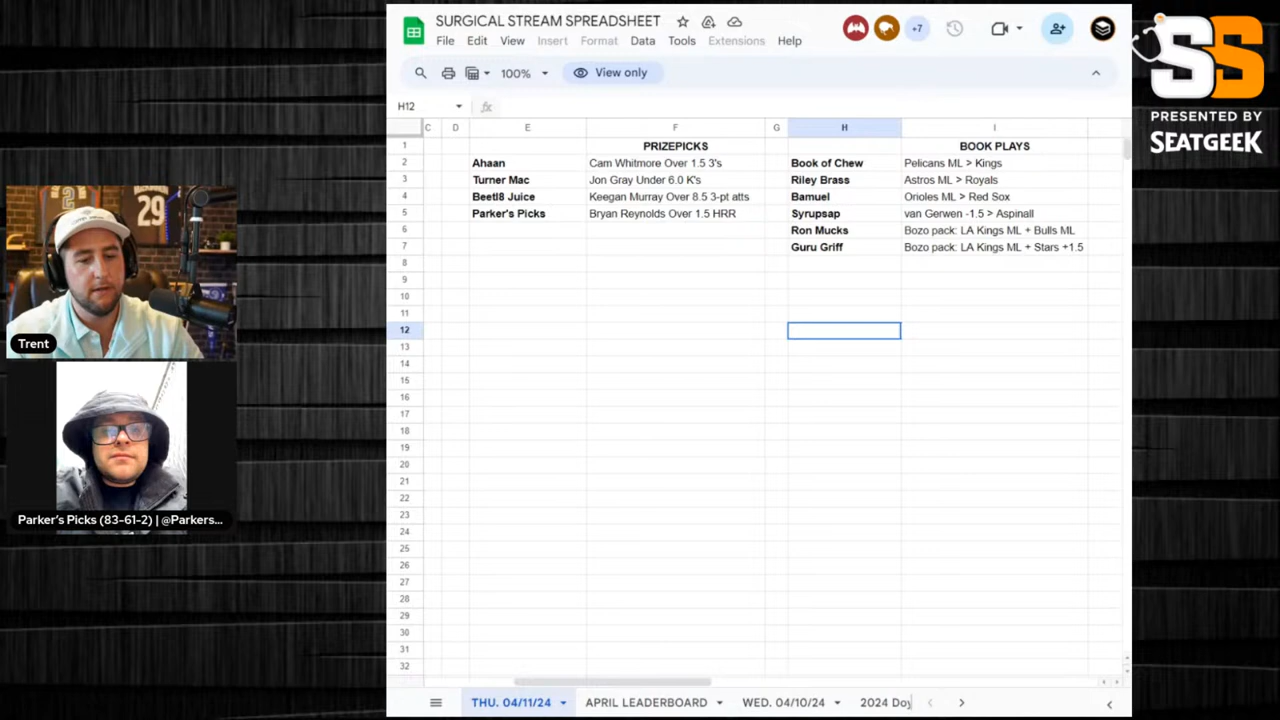 SURGICAL STREAM SPREADSHEET
+7
File Edit View Insert Format Data Tools Extensions Help
100% View only
H12 fx
C D E F G H I
1 PRIZEPICKS BOOK PLAYS
2 Ahaan Cam Whitmore Over 1.5 3's Book of Chew Pelicans ML > Kings
3 Turner Mac Jon Gray Under 6.0 K's Riley Brass Astros ML > Royals
4 Beetl8 Juice Keegan Murray Over 8.5 3-pt atts Bamuel Orioles ML > Red Sox
5 Parker's Picks Bryan Reynolds Over 1.5 HRR Syrupsap van Gerwen -1.5 > Aspinall
6 Ron Mucks Bozo pack: LA Kings ML + Bulls ML
7 Guru Griff Bozo pack: LA Kings ML + Stars +1.5
8
9
10
11
12
13
14
15
16
17
18
19
20
21
22
23
24
25
26
27
28
29
30
31
32
THU. 04/11/24 APRIL LEADERBOARD WED. 04/10/24 2024 Doy
29
Trent
Parker's Picks (83-61-2) | @Parkers...
SS
PRESENTED BY
SEATGEEK